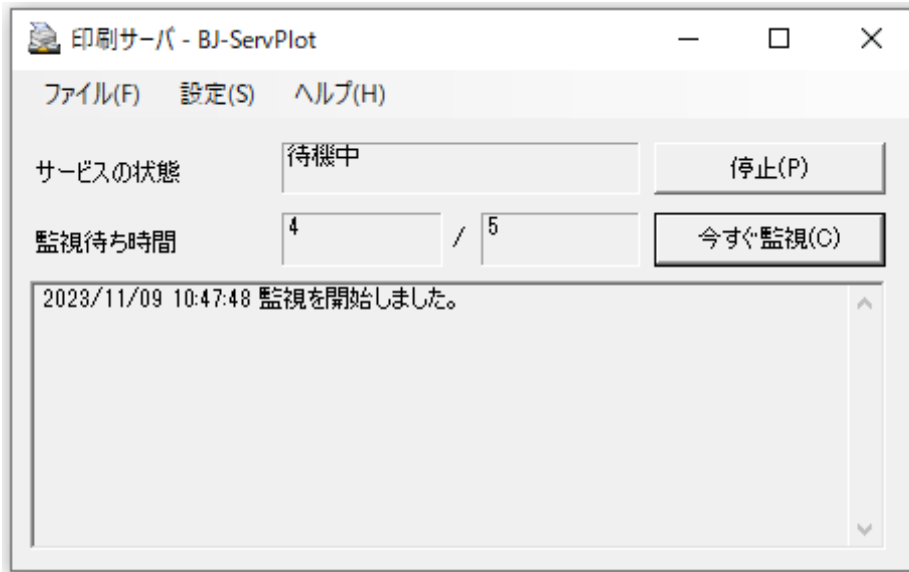 印刷サーバ - BJ-ServPlot
ファイル(F) 設定(S) ヘルプ(H)
サービスの状態 待機中 停止(P)
監視待ち時間 4 / 5 今すぐ監視(C)
2023/11/09 10:47:48 監視を開始しました。